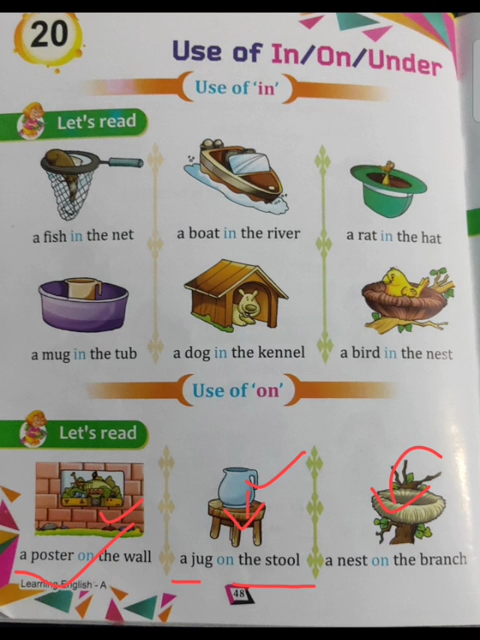 20
Use of In/On/Under
Use of 'in'
Let's read
a fish in the net
a boat in the river
a rat in the hat
a mug in the tub
a dog in the kennel
a bird in the nest
Use of 'on'
Let's read
a poster on the wall
a jug on the stool
a nest on the branch
Learning English - A
48